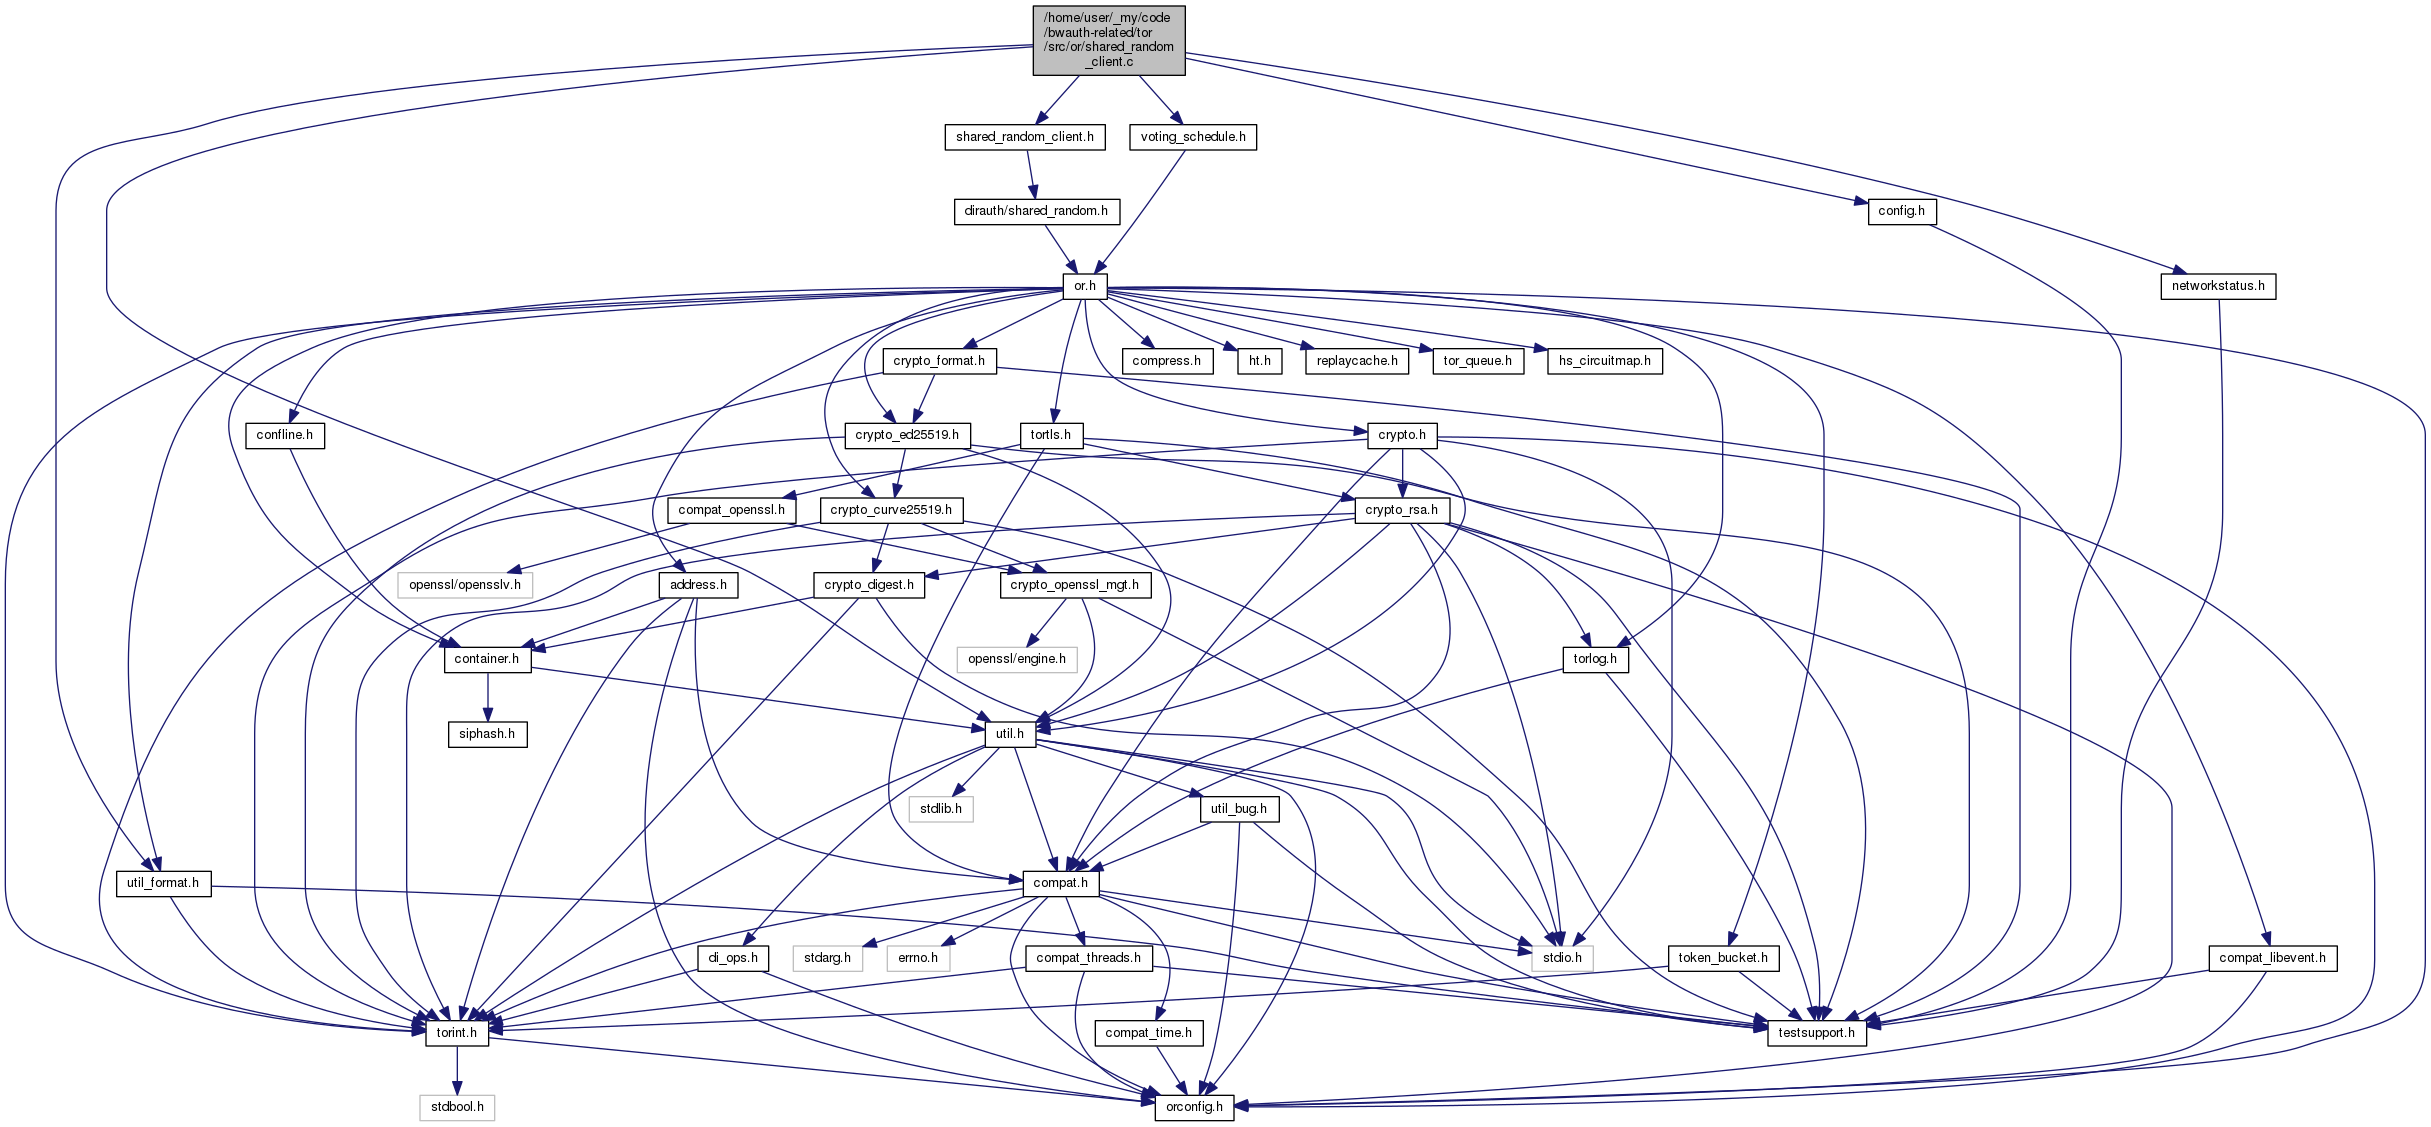 /home/user/_my/code
/bwauth-related/tor
/src/or/shared_random
_client.c
shared_random_client.h
voting_schedule.h
dirauth/shared_random.h
config.h
or.h
networkstatus.h
crypto_format.h
compress.h
ht.h
replaycache.h
tor_queue.h
hs_circuitmap.h
confline.h
crypto_ed25519.h
tortls.h
crypto.h
compat_openssl.h
crypto_curve25519.h
crypto_rsa.h
openssl/opensslv.h
address.h
crypto_digest.h
crypto_openssl_mgt.h
container.h
openssl/engine.h
torlog.h
siphash.h
util.h
stdlib.h
util_bug.h
util_format.h
compat.h
di_ops.h
stdarg.h
errno.h
compat_threads.h
stdio.h
token_bucket.h
compat_libevent.h
torint.h
compat_time.h
testsupport.h
stdbool.h
orconfig.h